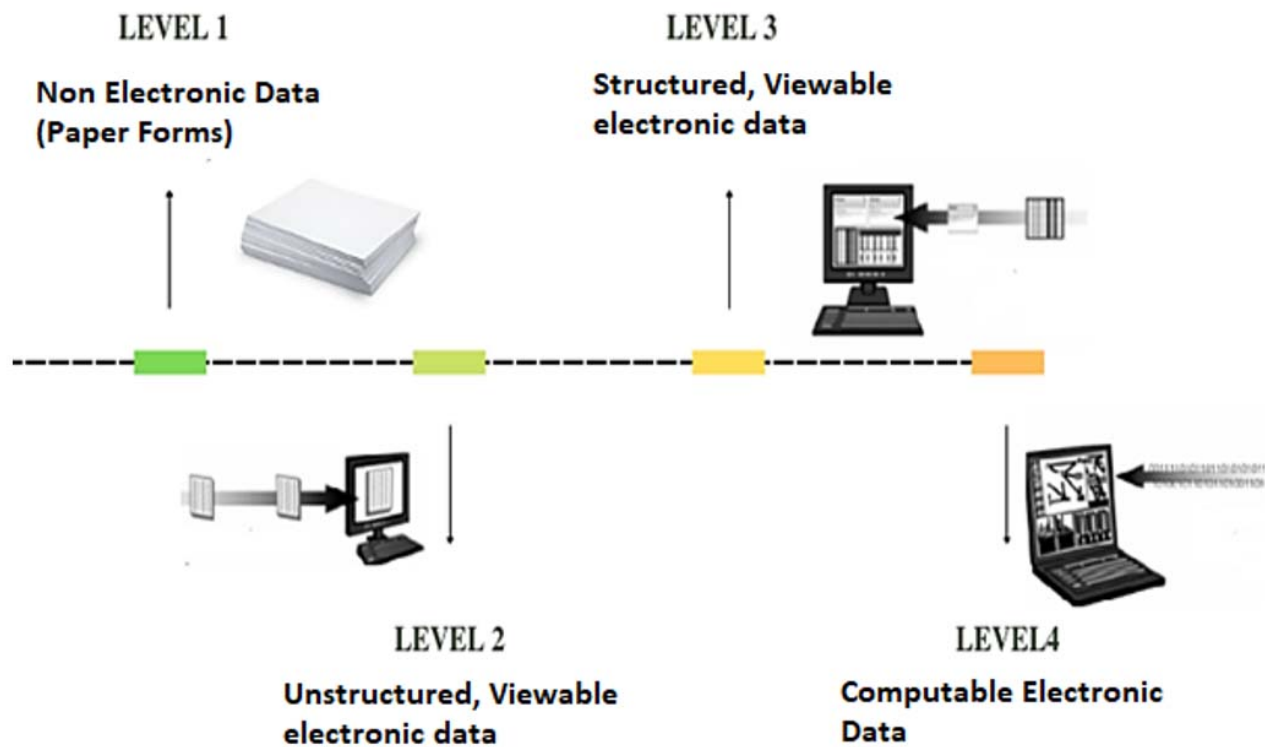 LEVEL 1
Non Electronic Data
(Paper Forms)
LEVEL 3
Structured, Viewable
electronic data
LEVEL 2
Unstructured, Viewable
electronic data
LEVEL4
Computable Electronic
Data